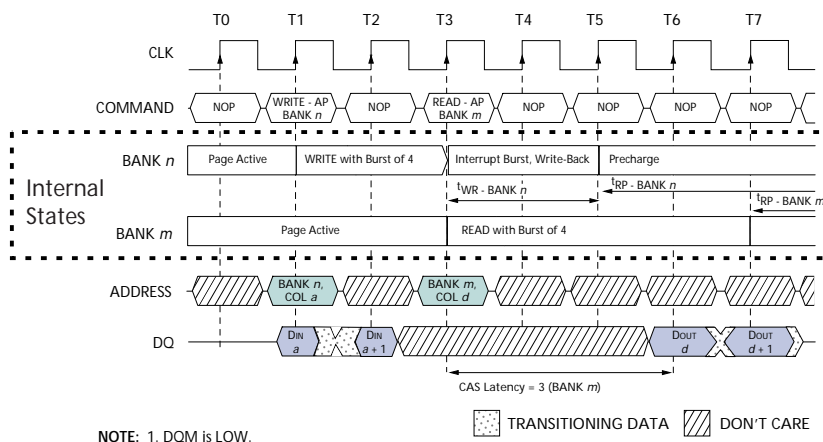 T0 T1 T2 T3 T4 T5 T6 T7
CLK
COMMAND NOP WRITE - AP BANK n NOP READ - AP BANK m NOP NOP NOP NOP
Internal States
BANK n Page Active WRITE with Burst of 4 Interrupt Burst, Write-Back Precharge
tWR - BANK n tRP - BANK n
tRP - BANK m
BANK m Page Active READ with Burst of 4
ADDRESS BANK n, COL a BANK m, COL d
DQ DIN a DIN a + 1 DOUT d DOUT d + 1
CAS Latency = 3 (BANK m)
TRANSITIONING DATA DON'T CARE
NOTE: 1. DQM is LOW.